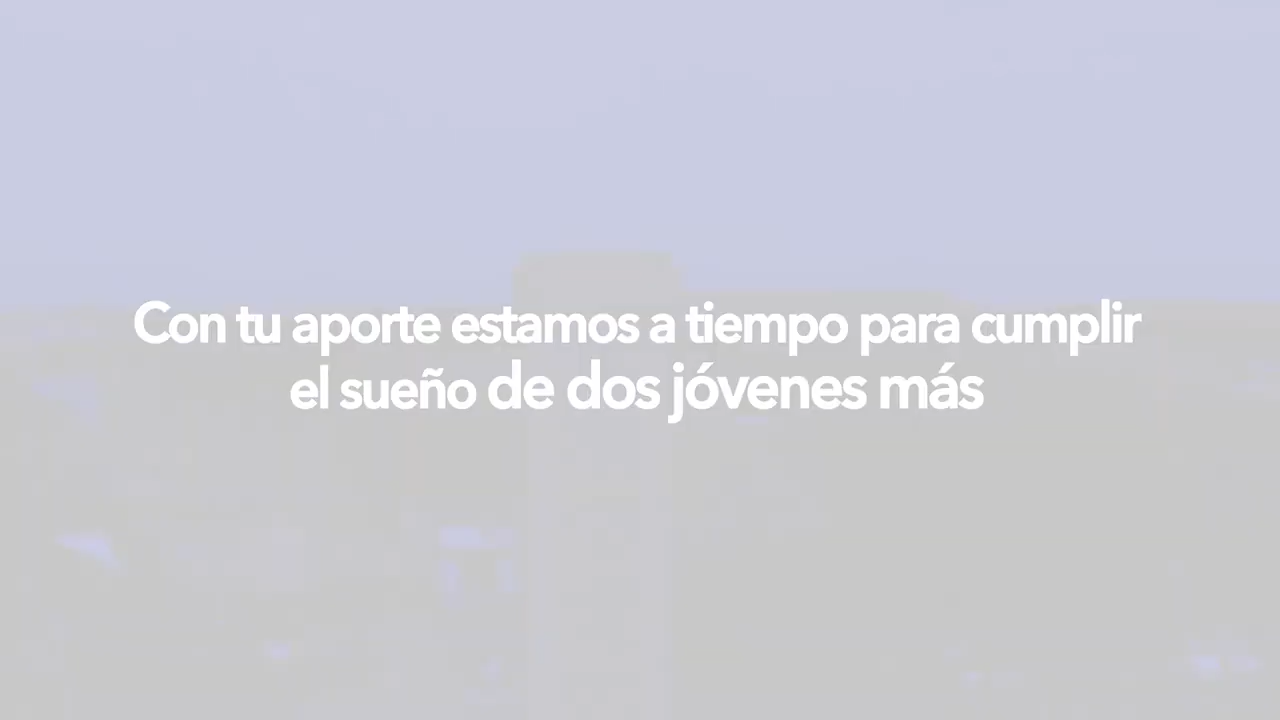 Con tu aporte estamos a tiempo para cumplir
el sueño de dos jóvenes más